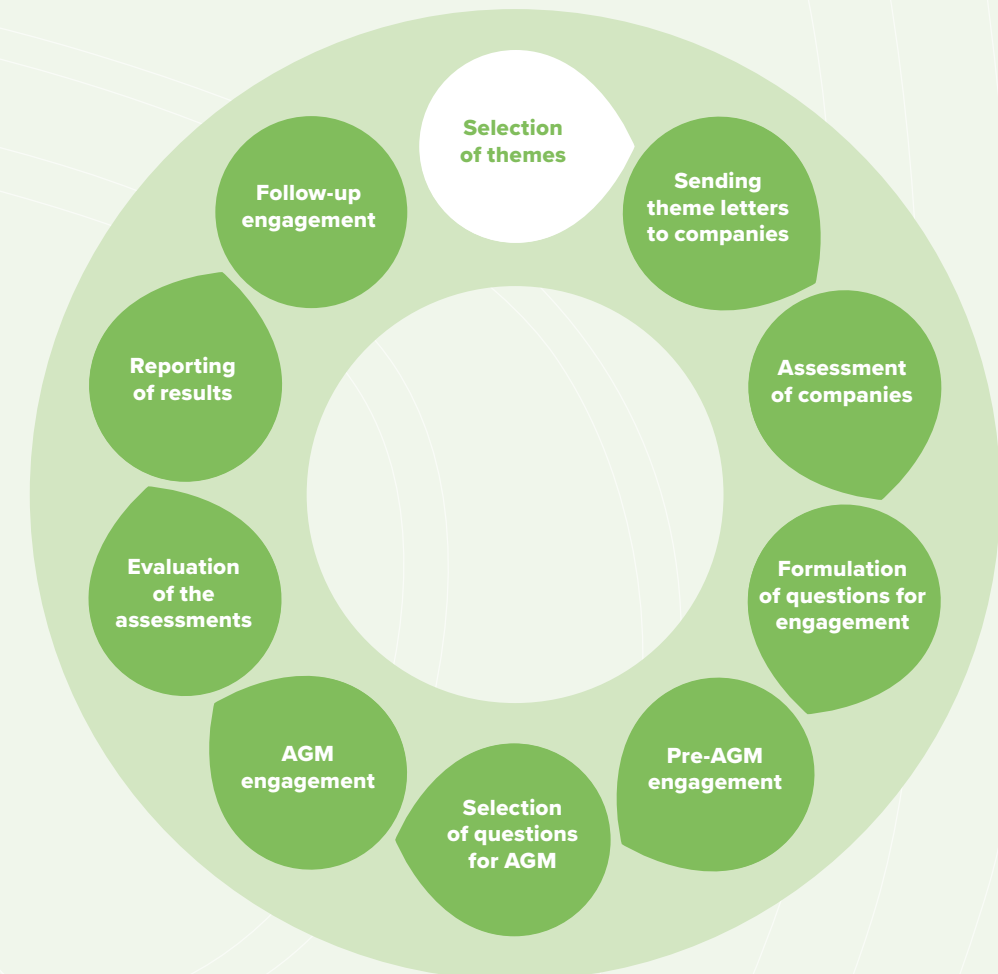 Selection
of themes
Sending
theme letters
to companies
Assessment
of companies
Formulation
of questions for
engagement
Pre-AGM
engagement
Selection
of questions
for AGM
AGM
engagement
Evaluation
of the
assessments
Reporting
of results
Follow-up
engagement